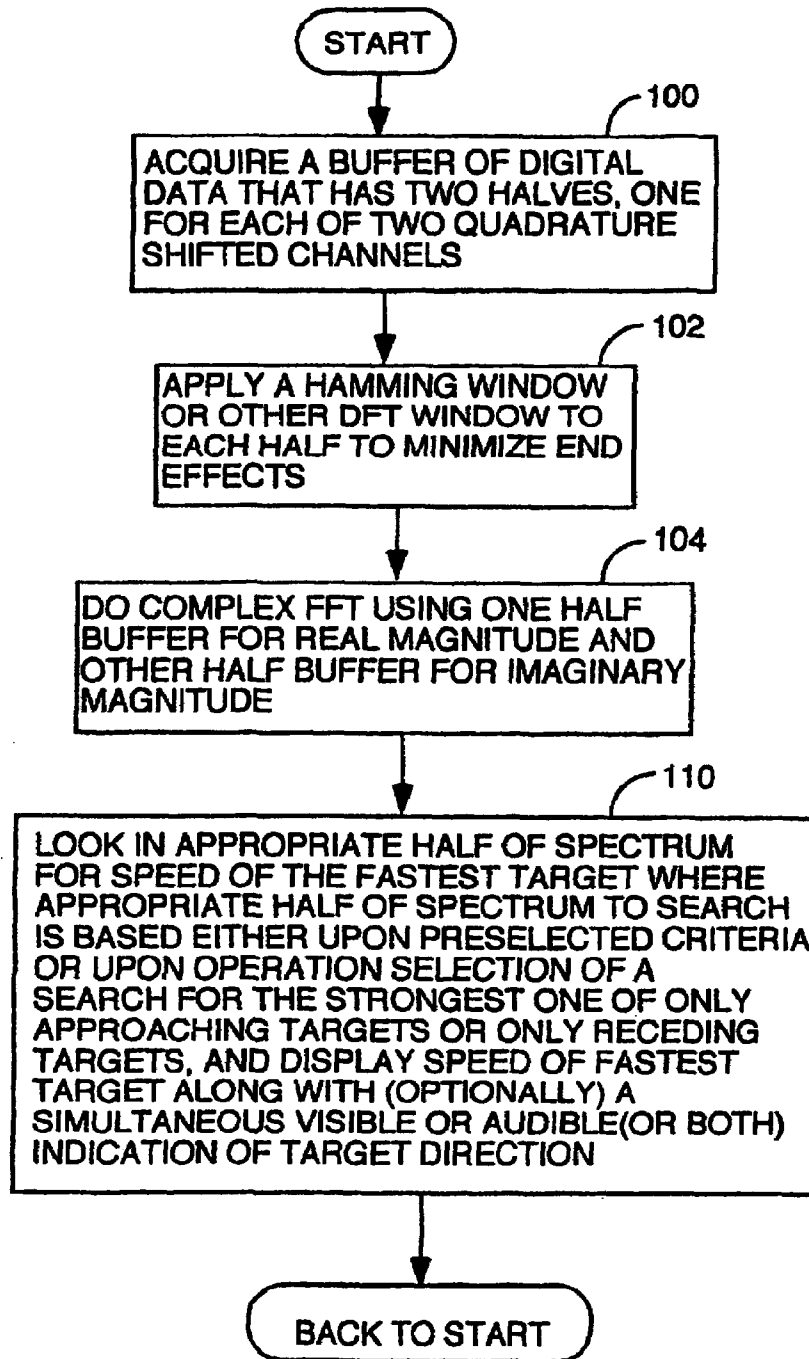 START
100
ACQUIRE A BUFFER OF DIGITAL
DATA THAT HAS TWO HALVES, ONE
FOR EACH OF TWO QUADRATURE
SHIFTED CHANNELS
102
APPLY A HAMMING WINDOW
OR OTHER DFT WINDOW TO
EACH HALF TO MINIMIZE END
EFFECTS
104
DO COMPLEX FFT USING ONE HALF
BUFFER FOR REAL MAGNITUDE AND
OTHER HALF BUFFER FOR IMAGINARY
MAGNITUDE
110
LOOK IN APPROPRIATE HALF OF SPECTRUM
FOR SPEED OF THE FASTEST TARGET WHERE
APPROPRIATE HALF OF SPECTRUM TO SEARCH
IS BASED EITHER UPON PRESELECTED CRITERIA
OR UPON OPERATION SELECTION OF A
SEARCH FOR THE STRONGEST ONE OF ONLY
APPROACHING TARGETS OR ONLY RECEDING
TARGETS, AND DISPLAY SPEED OF FASTEST
TARGET ALONG WITH (OPTIONALLY) A
SIMULTANEOUS VISIBLE OR AUDIBLE(OR BOTH)
INDICATION OF TARGET DIRECTION
BACK TO START